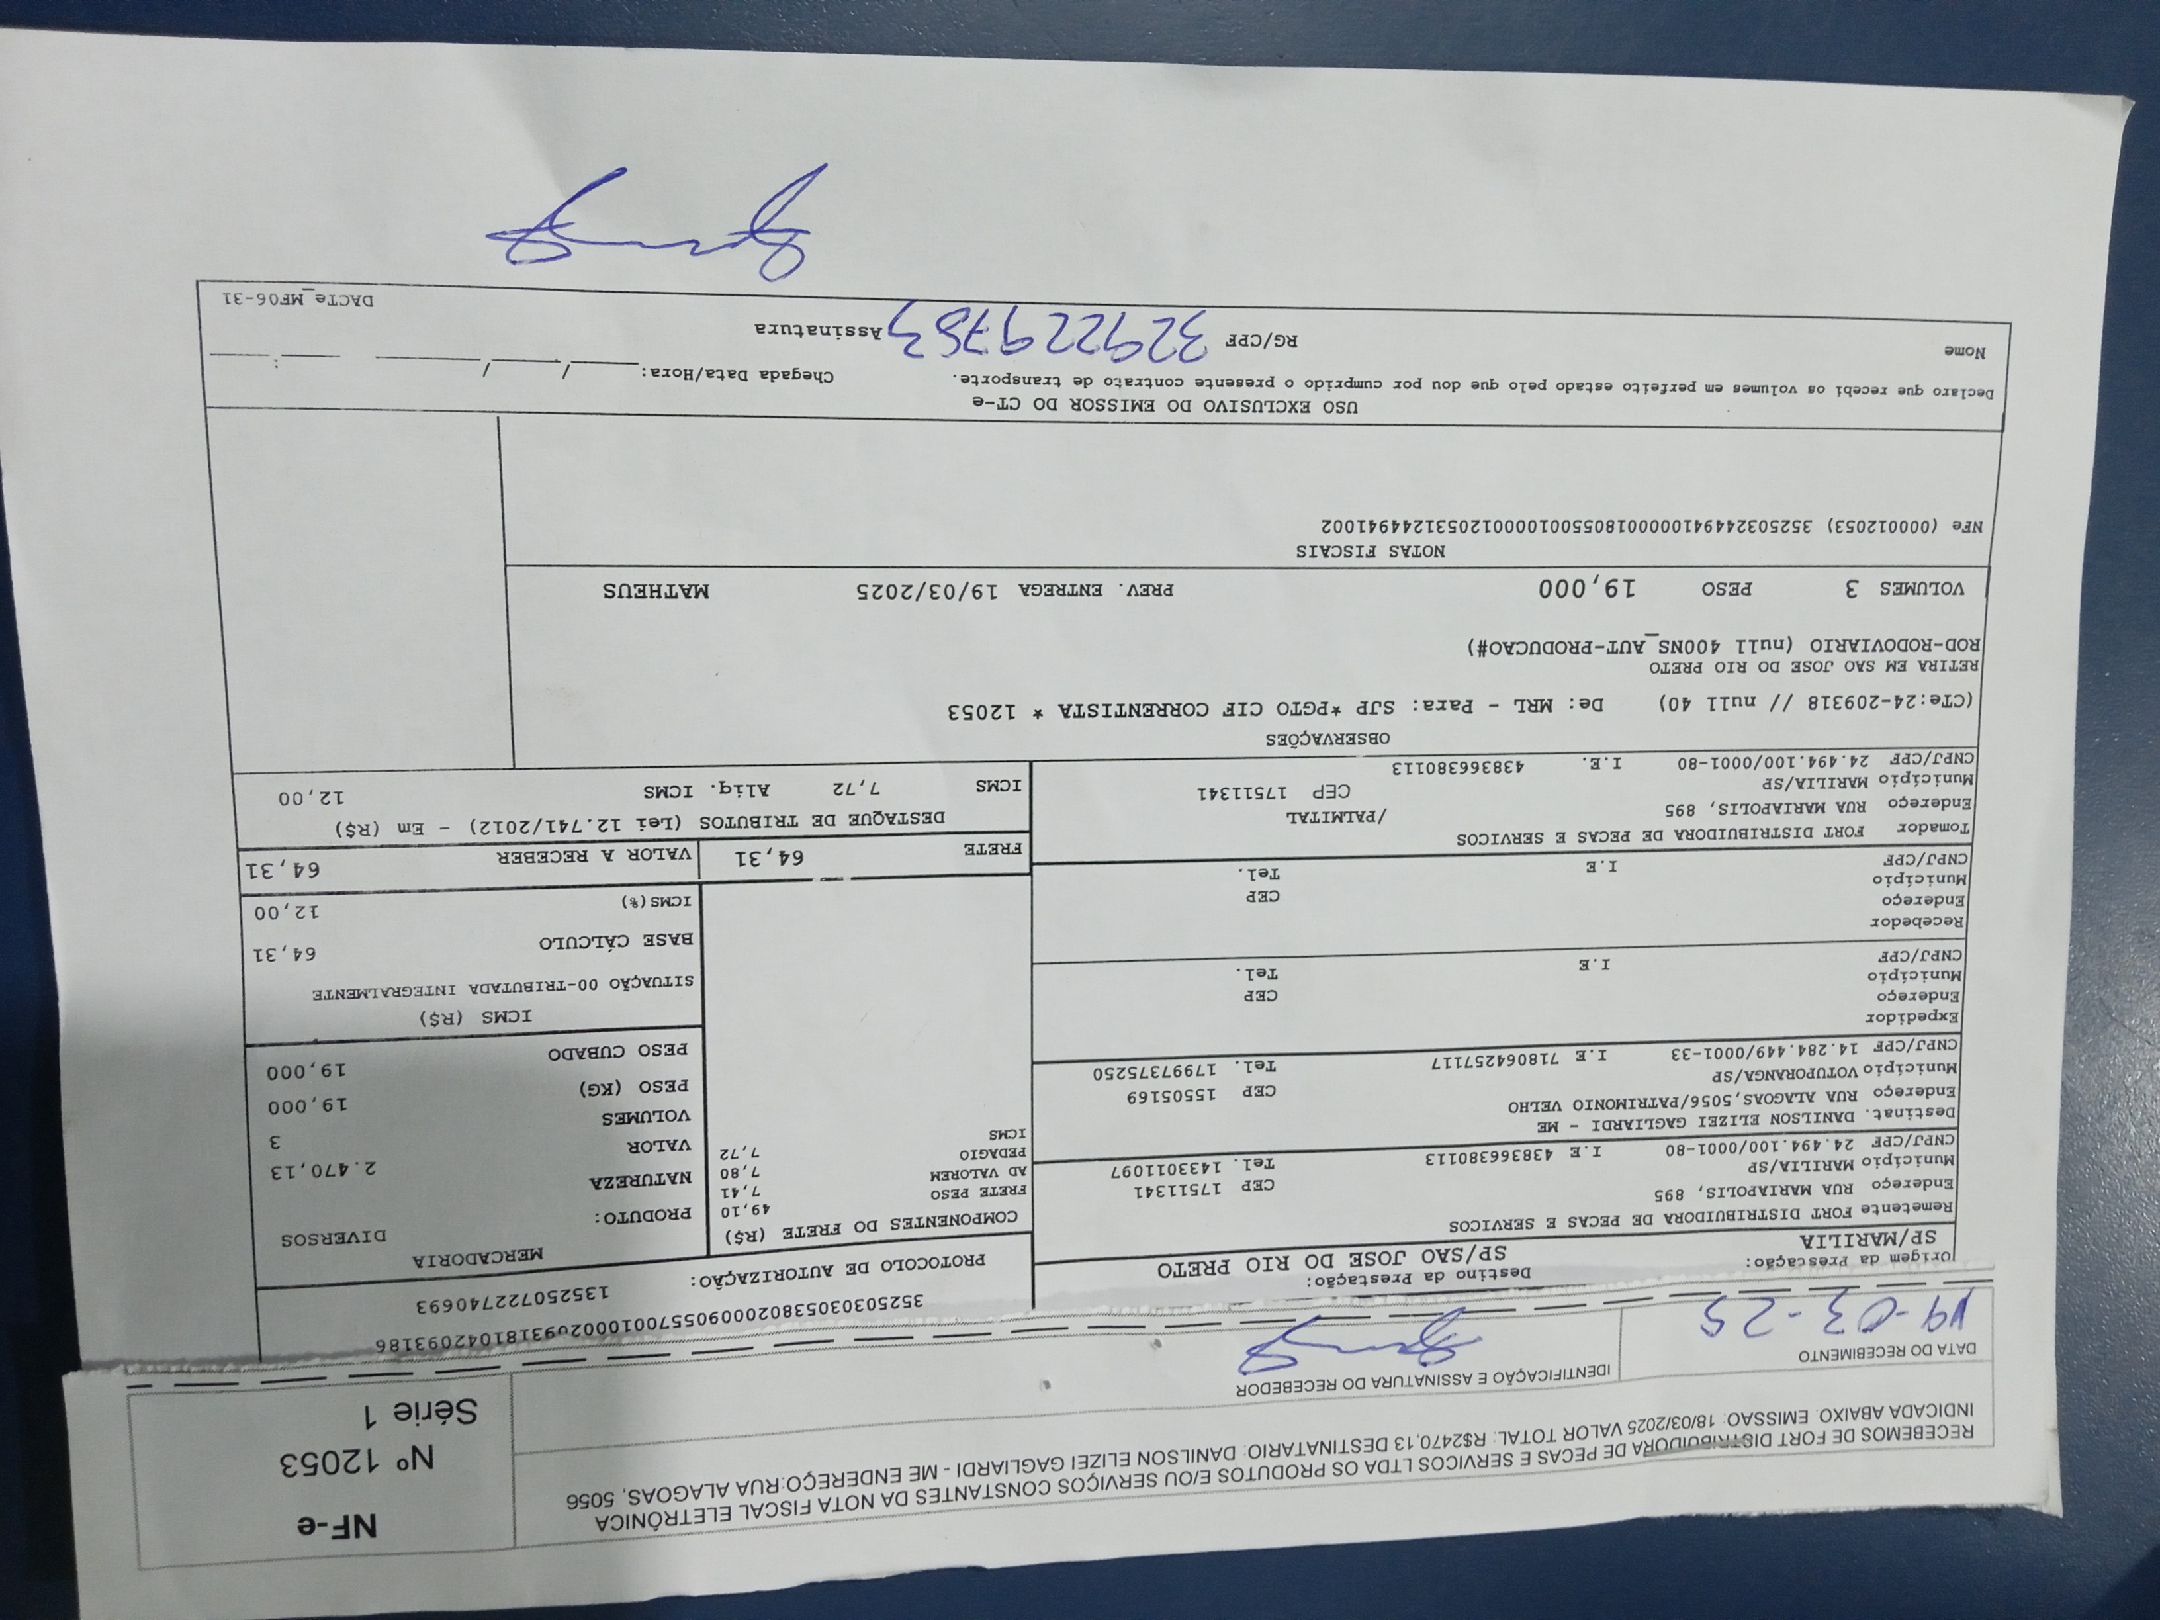 RECEBEMOS DE FORT DISTRIBUIDORA DE PECAS E SERVICOS LTDA OS PRODUTOS E/OU SERVIÇOS CONSTANTES DA NOTA FISCAL ELETRÔNICA
INDICADA ABAIXO. EMISSÃO: 18/03/2025 VALOR TOTAL: R$2470,13 DESTINATARIO: DANILSON ELIZEI GAGLIARDI - ME ENDEREÇO:RUA ALAGOAS, 5056
NF-e
Nº 12053
Série 1
DATA DO RECEBIMENTO
19-03-25
IDENTIFICAÇÃO E ASSINATURA DO RECEBEDOR
PROTOCOLO DE AUTORIZAÇÃO:
135250722740693
Origem da Prestação:
SP/MARILIA
Destino da Prestação:
SP/SAO JOSE DO RIO PRETO
Remetente FORT DISTRIBUIDORA DE PECAS E SERVICOS
Endereço RUA MARIAPOLIS, 895
CEP 17511341
Município MARILIA/SP
Tel. 1433011097
CNPJ/CPF 24.494.100/0001-80 I.E 438366380113
Destinat. DANILSON ELIZEI GAGLIARDI - ME
Endereço RUA ALAGOAS,5056/PATRIMONIO VELHO
CEP 15505169
Município VOTUPORANGA/SP
Tel. 17997375250
CNPJ/CPF 14.284.449/0001-33 I.E 718064257117
Expedidor
Endereço
CEP
Município
Tel.
CNPJ/CPF I.E
Recebedor
Endereço
CEP
Município
Tel.
CNPJ/CPF I.E
Tomador FORT DISTRIBUIDORA DE PECAS E SERVICOS
Endereço RUA MARIAPOLIS, 895 /PALMITAL
Município MARILIA/SP CEP 17511341
CNPJ/CPF 24.494.100/0001-80 I.E. 438366380113
COMPONENTES DO FRETE (R$)
49,10
FRETE PESO 7,41
AD VALOREM 7,80
PEDAGIO 7,72
ICMS
MERCADORIA
PRODUTO: DIVERSOS
NATUREZA
VALOR 2.470,13
VOLUMES 3
PESO (KG) 19,000
PESO CUBADO 19,000
ICMS (R$)
SITUAÇÃO 00-TRIBUTADA INTEGRALMENTE
BASE CÁLCULO 64,31
ICMS(%) 12,00
FRETE 64,31
VALOR A RECEBER 64,31
DESTAQUE DE TRIBUTOS (Lei 12.741/2012) - Em (R$)
ICMS 7,72 Aliq. ICMS 12,00
OBSERVAÇÕES
(CTe:24-209318 // null 40) De: MRL - Para: SJP *PGTO CIF CORRENTISTA * 12053
RETIRA EM SAO JOSE DO RIO PRETO
ROD-RODOVIARIO (null 400NS_AUT-PRODUCAO#)
VOLUMES 3 PESO 19,000 PREV. ENTREGA 19/03/2025 MATHEUS
NOTAS FISCAIS
NFe (000012053) 35250324494100000180550010000120531244941002
USO EXCLUSIVO DO EMISSOR DO CT-e
Declaro que recebi os volumes em perfeito estado pelo que dou por cumprido o presente contrato de transporte.
Chegada Data/Hora: ____/____/____ ____:____
Nome
RG/CPF 3292229783
Assinatura
DACTe_MF06-31